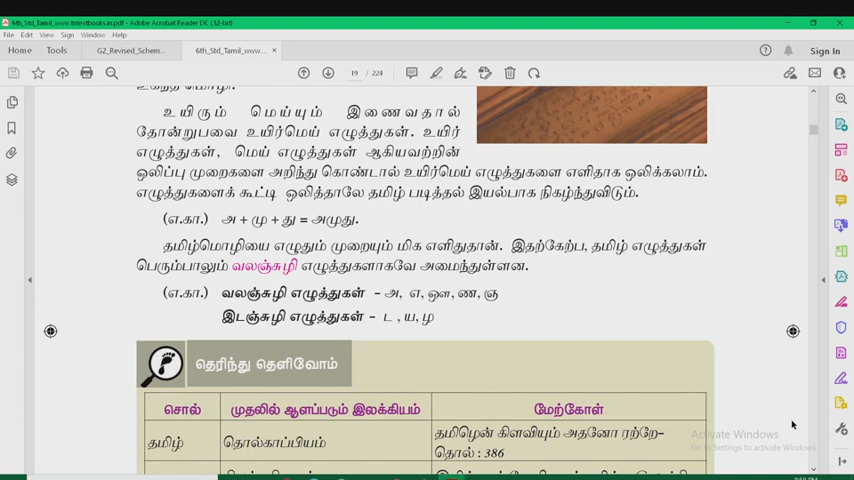 6th_Std_Tamil_www.tntextbooks.in.pdf - Adobe Acrobat Reader DC (32-bit)
File Edit View Sign Window Help
Home Tools G2_Revised_Schem... 6th_Std_Tamil_www.... × Sign In
19 / 224
உயிரும் மெய்யும் இணைவதால்
தோன்றுபவை உயிர்மெய் எழுத்துகள். உயிர்
எழுத்துகள், மெய் எழுத்துகள் ஆகியவற்றின்
ஒலிப்பு முறைகளை அறிந்து கொண்டால் உயிர்மெய் எழுத்துகளை எளிதாக ஒலிக்கலாம்.
எழுத்துகளைக் கூட்டி ஒலித்தாலே தமிழ் படித்தல் இயல்பாக நிகழ்ந்துவிடும்.
(எ.கா.) அ + மு + து = அமுது.
தமிழ்மொழியை எழுதும் முறையும் மிக எளிதுதான். இதற்கேற்ப, தமிழ் எழுத்துகள்
பெரும்பாலும் வலஞ்சுழி எழுத்துகளாகவே அமைந்துள்ளன.
(எ.கா.) வலஞ்சுழி எழுத்துகள் - அ, எ, ஔ, ண, ஞ
இடஞ்சுழி எழுத்துகள் - ட , ய, ழ
தெரிந்து தெளிவோம்
சொல் முதலில் ஆளப்படும் இலக்கியம் மேற்கோள்
தமிழ் தொல்காப்பியம் தமிழென் கிளவியும் அதனோ ரற்றே-
தொல் : 386
Activate Windows
Go to Settings to activate Windows.